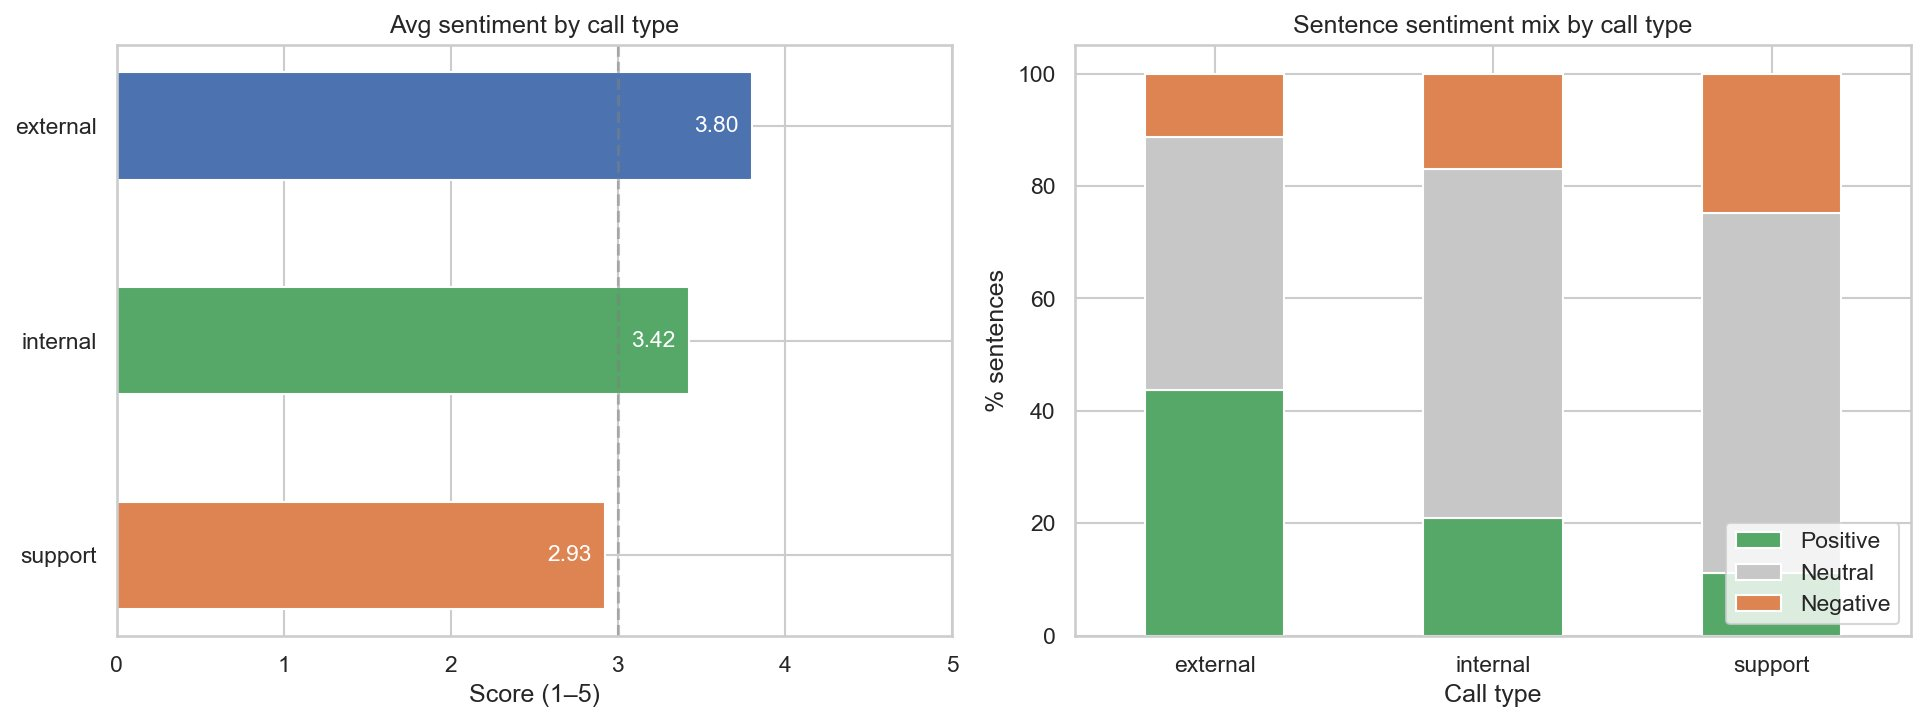 Avg sentiment by call type
external
3.80
internal
3.42
support
2.93
0 1 2 3 4 5
Score (1–5)
Sentence sentiment mix by call type
% sentences
100
80
60
40
20
0
Positive
Neutral
Negative
external internal support
Call type